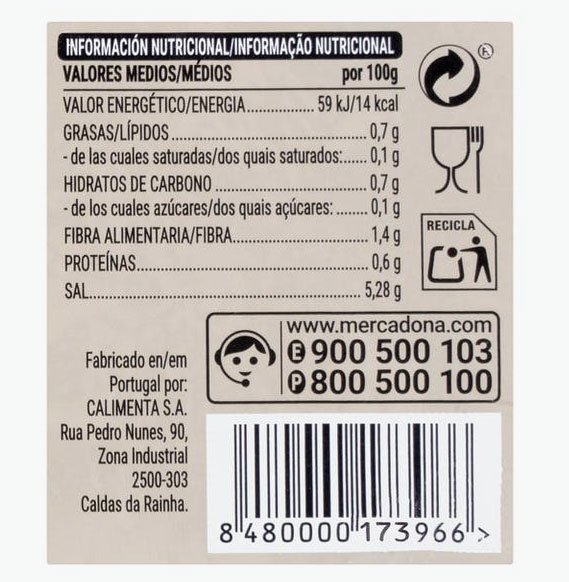 INFORMACIÓN NUTRICIONAL/INFORMAÇÃO NUTRICIONAL
VALORES MEDIOS/MÉDIOS por 100g
VALOR ENERGÉTICO/ENERGIA................ 59 kJ/14 kcal
GRASAS/LÍPIDOS........................................ 0,7 g
- de las cuales saturadas/dos quais saturados:...... 0,1 g
HIDRATOS DE CARBONO ............................. 0,7 g
- de los cuales azúcares/dos quais açúcares: ....... 0,1 g
FIBRA ALIMENTARIA/FIBRA......................... 1,4 g
PROTEÍNAS............................................. 0,6 g
SAL...................................................... 5,28 g
RECICLA
www.mercadona.com
E 900 500 103
P 800 500 100
Fabricado en/em
Portugal por:
CALIMENTA S.A.
Rua Pedro Nunes, 90,
Zona Industrial
2500-303
Caldas da Rainha.
8 480000 173966 >